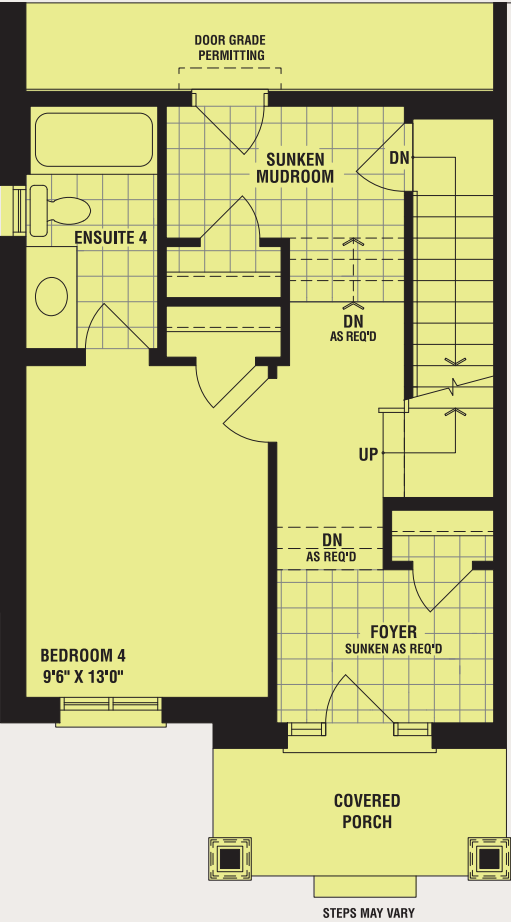 DOOR GRADE
PERMITTING
SUNKEN
MUDROOM
DN
ENSUITE 4
DN
AS REQ'D
UP
DN
AS REQ'D
FOYER
SUNKEN AS REQ'D
BEDROOM 4
9'6" X 13'0"
COVERED
PORCH
STEPS MAY VARY